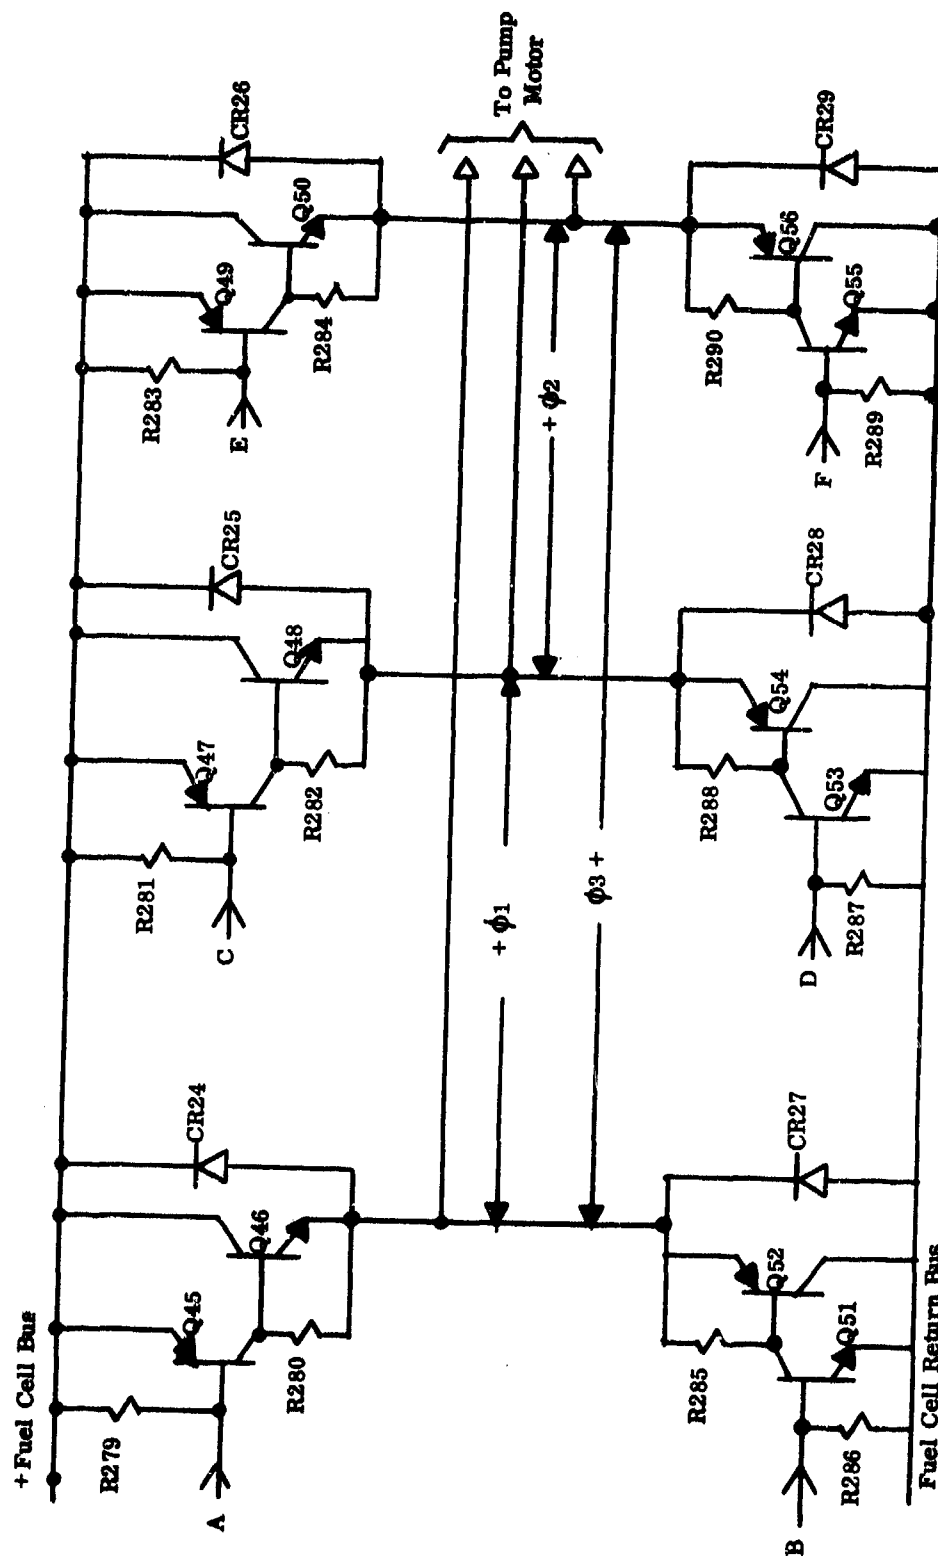 + Fuel Cell Bus
R279
A
Q45
R280
Q46
CR24
R281
C
Q47
R282
Q48
CR25
R283
E
Q49
R284
Q50
CR26
To Pump
Motor
+ ϕ1
+ ϕ2
ϕ3 +
B
R286
R285
Q51
Q52
CR27
D
R287
R288
Q53
Q54
CR28
F
R289
R290
Q55
Q56
CR29
Fuel Cell Return Bus